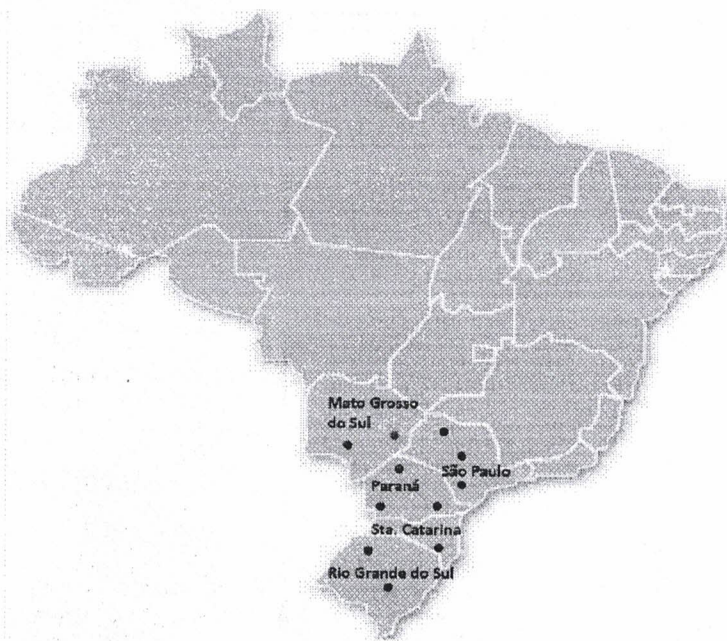 Mato Grosso
do Sul
São Paulo
Paraná
Sta. Catarina
Rio Grande do Sul